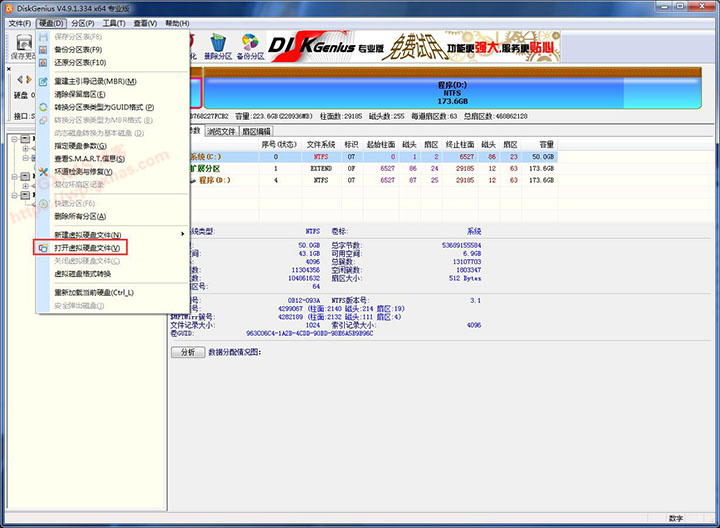 DiskGenius V4.9.1.334 x64 专业版
文件(F) 硬盘(D) 分区(P) 工具(T) 查看(V) 帮助(H)
保存更
删除分区 备份分区
DISKGenius 专业版 免费试用 功能更强大,服务更贴心
保存分区表(F8)
备份分区表(F9)
还原分区表(F10)
重建主引导记录(MBR)(M)
清除保留扇区(E)
转换分区表类型为GUID格式 (P)
转换分区表类型为MBR格式 (B)
动态磁盘转换为基本磁盘 (D)
指定硬盘参数(G)
查看S.M.A.R.T.信息(S)
坏道检测与修复(Y)
复位坏扇区记录
快速分区(F6)
删除所有分区(A)
新建虚拟硬盘文件(N)
打开虚拟硬盘文件(V)
关闭虚拟硬盘文件(C)
虚拟磁盘格式转换
重新加载当前硬盘(Ctrl_L)
安全弹出磁盘(J)
硬盘
接口:S
程序(D:)
NTFS
173.6GB
B768227FCB2 容量:223.6GB(228936MB) 柱面数:29185 磁头数:255 每道扇区数:63 总扇区数:468862128
浏览文件 扇区编辑
序号(状态) 文件系统 标识 起始柱面 磁头 扇区 终止柱面 磁头 扇区 容量
系统(C:) 0 NTFS 07 0 1 2 6527 86 23 50.0GB
扩展分区 1 EXTEND 0F 6527 86 24 29185 12 63 173.6GB
程序(D:) 4 NTFS 07 6527 87 25 29185 12 63 173.6GB
统类型: NTFS 卷标: 系统
50.0GB 总字节数: 53689155584
空间: 43.1GB 可用空间: 6.9GB
4096 总簇数: 13107703
数: 11304356 空闲簇数: 1803347
数: 104861632 扇区大小: 512 Bytes
区号: 64
号: 0B12-093A NTFS版本号: 3.1
号: 4299067 (柱面:2140 磁头:214 扇区:19)
$MFTMirr簇号: 4282189 (柱面:2132 磁头:111 扇区:4)
文件记录大小: 1024 索引记录大小: 4096
卷GUID: 963C06C4-1A2B-4CDD-90BD-98E6A5B9B96C
分析 数据分配情况图:
数字